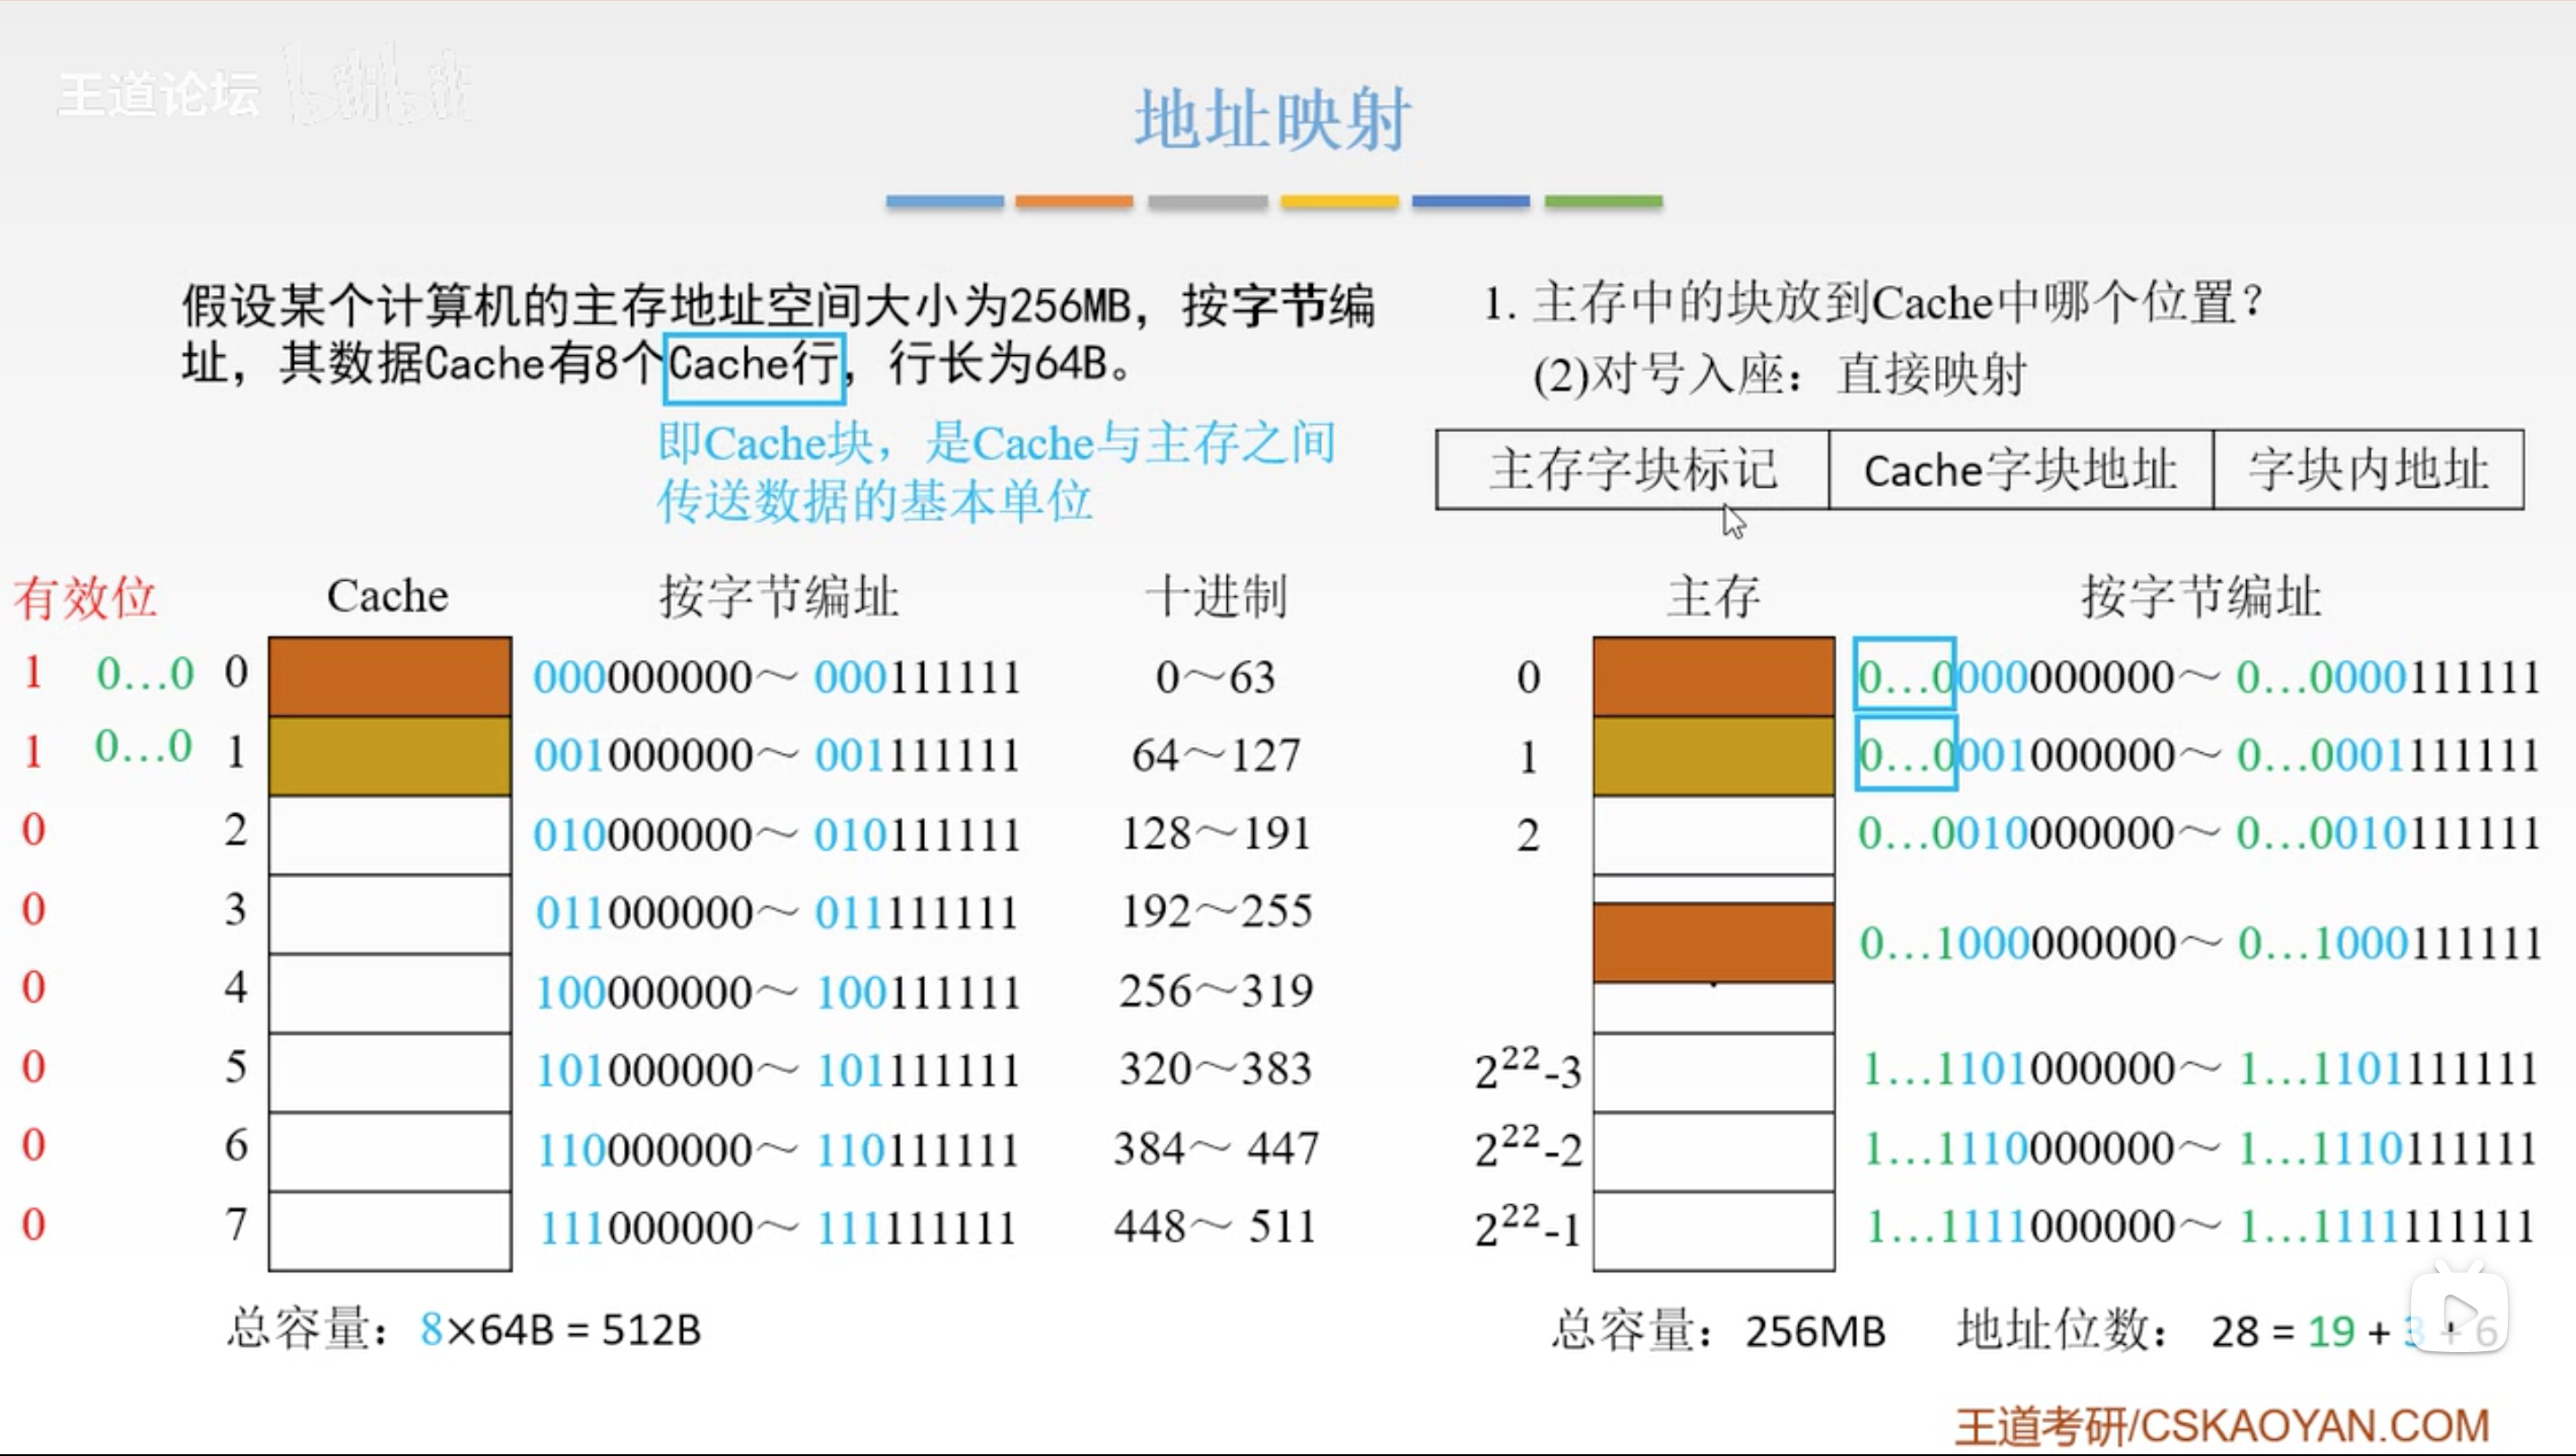 王道论坛 bilibili
地址映射
假设某个计算机的主存地址空间大小为256MB，按字节编
址，其数据Cache有8个Cache行，行长为64B。
即Cache块，是Cache与主存之间
传送数据的基本单位
1. 主存中的块放到Cache中哪个位置？
(2)对号入座：直接映射
主存字块标记 Cache字块地址 字块内地址
有效位 Cache 按字节编址 十进制
1 0…0 0 000000000～ 000111111 0～63
1 0…0 1 001000000～ 001111111 64～127
0 2 010000000～ 010111111 128～191
0 3 011000000～ 011111111 192～255
0 4 100000000～ 100111111 256～319
0 5 101000000～ 101111111 320～383
0 6 110000000～ 110111111 384～ 447
0 7 111000000～ 111111111 448～ 511
总容量：8×64B = 512B
主存 按字节编址
0 0…0000000000～ 0…0000111111
1 0…0001000000～ 0…0001111111
2 0…0010000000～ 0…0010111111
0…1000000000～ 0…1000111111
2²²-3 1…1101000000～ 1…1101111111
2²²-2 1…1110000000～ 1…1110111111
2²²-1 1…1111000000～ 1…1111111111
总容量：256MB 地址位数： 28 = 19 + 3 + 6
王道考研/CSKAOYAN.COM